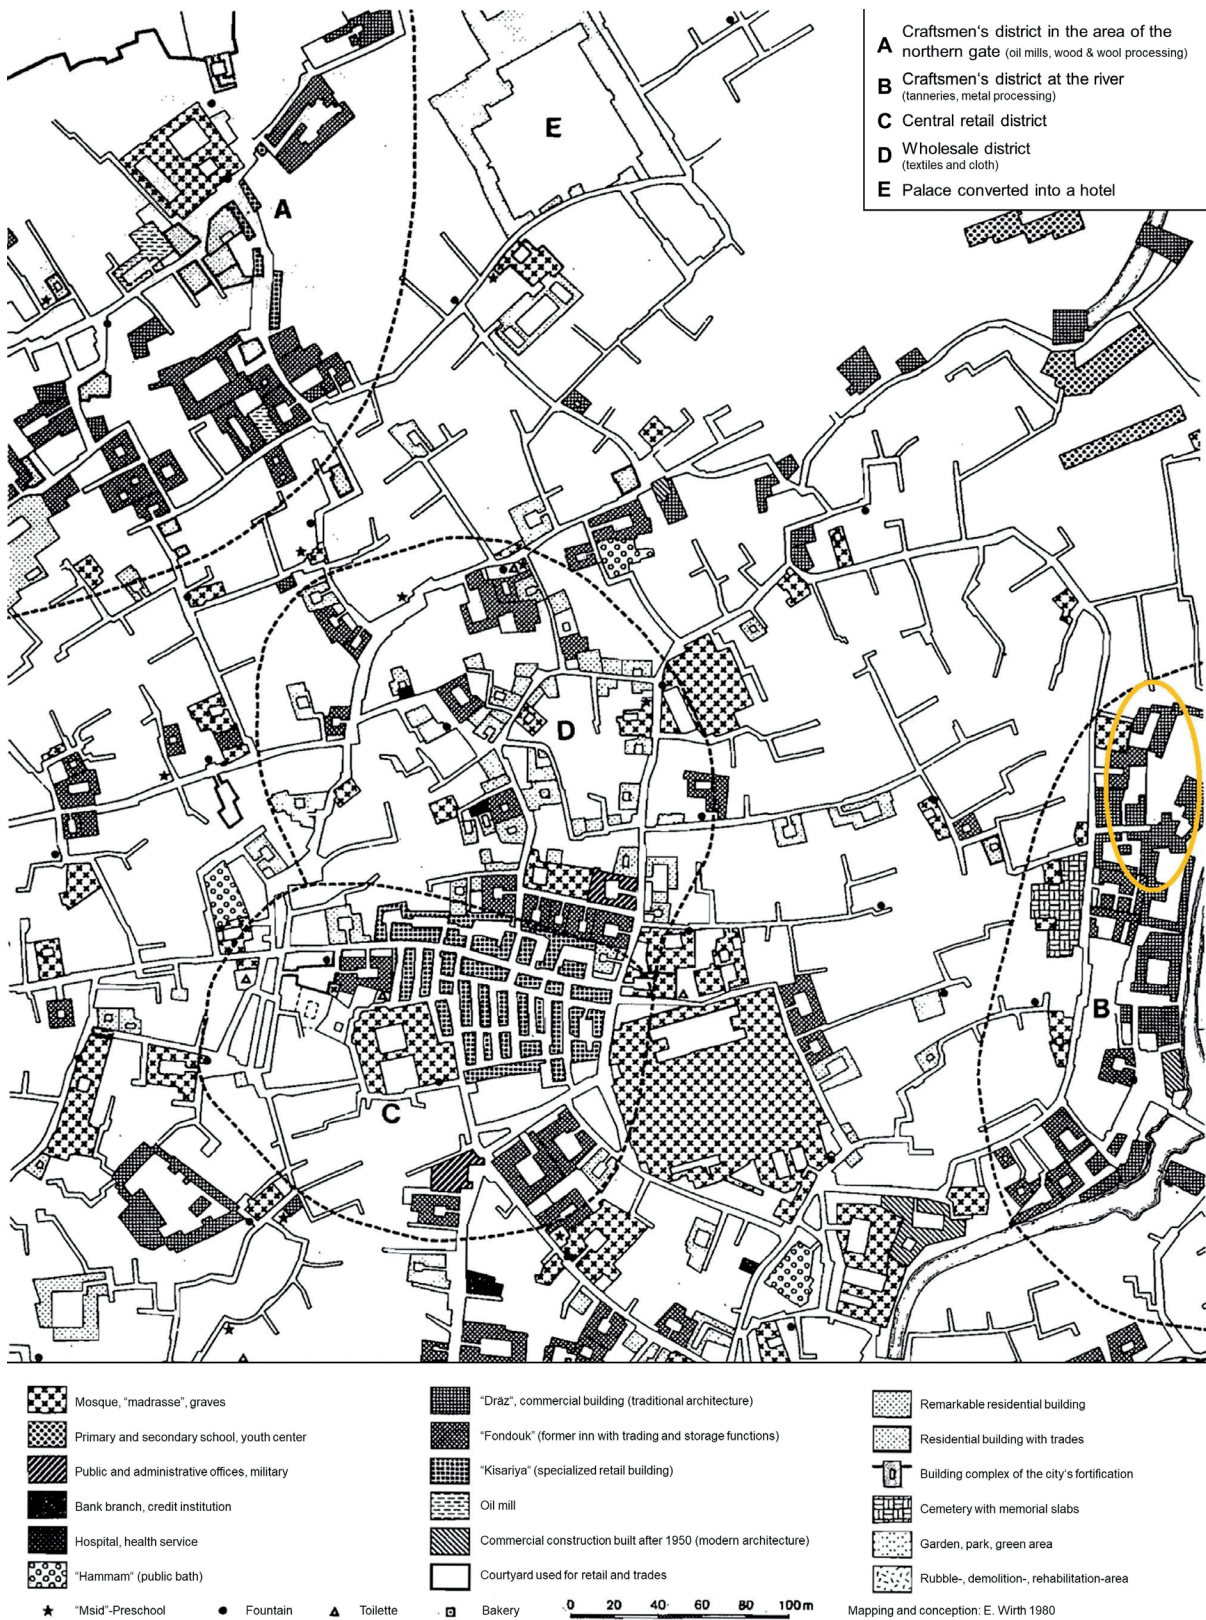 A Craftsmen‘s district in the area of the
northern gate (oil mills, wood & wool processing)
B Craftsmen‘s district at the river
(tanneries, metal processing)
C Central retail district
D Wholesale district
(textiles and cloth)
E Palace converted into a hotel
E
A
D
B
C
Mosque, “madrasse“, graves
Primary and secondary school, youth center
Public and administrative offices, military
Bank branch, credit institution
Hospital, health service
“Hammam“ (public bath)
“Msid“-Preschool
Fountain
Toilette
Bakery
“Dräz“, commercial building (traditional architecture)
“Fondouk“ (former inn with trading and storage functions)
“Kisariya“ (specialized retail building)
Oil mill
Commercial construction built after 1950 (modern architecture)
Courtyard used for retail and trades
0 20 40 60 80 100 m
Remarkable residential building
Residential building with trades
Building complex of the city‘s fortification
Cemetery with memorial slabs
Garden, park, green area
Rubble-, demolition-, rehabilitation-area
Mapping and conception: E. Wirth 1980